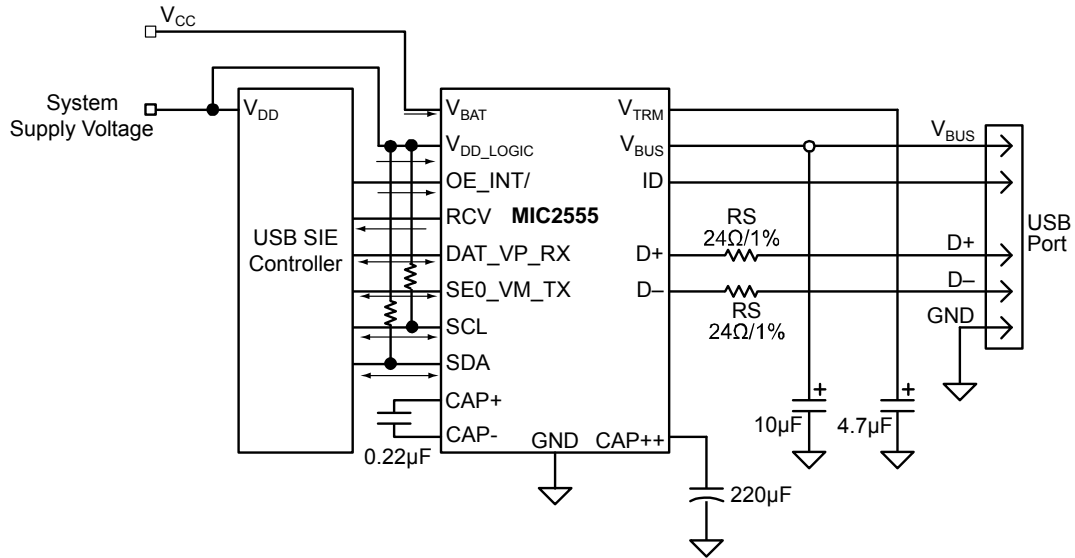 V_CC
System
Supply Voltage
V_DD
USB SIE
Controller
V_BAT
V_DD_LOGIC
OE_INT/
RCV
DAT_VP_RX
SE0_VM_TX
SCL
SDA
CAP+
CAP-
0.22µF
MIC2555
GND
V_TRM
V_BUS
ID
D+
D–
CAP++
RS
24Ω/1%
RS
24Ω/1%
10µF
+
4.7µF
+
220µF
V_BUS
D+
D–
GND
USB
Port